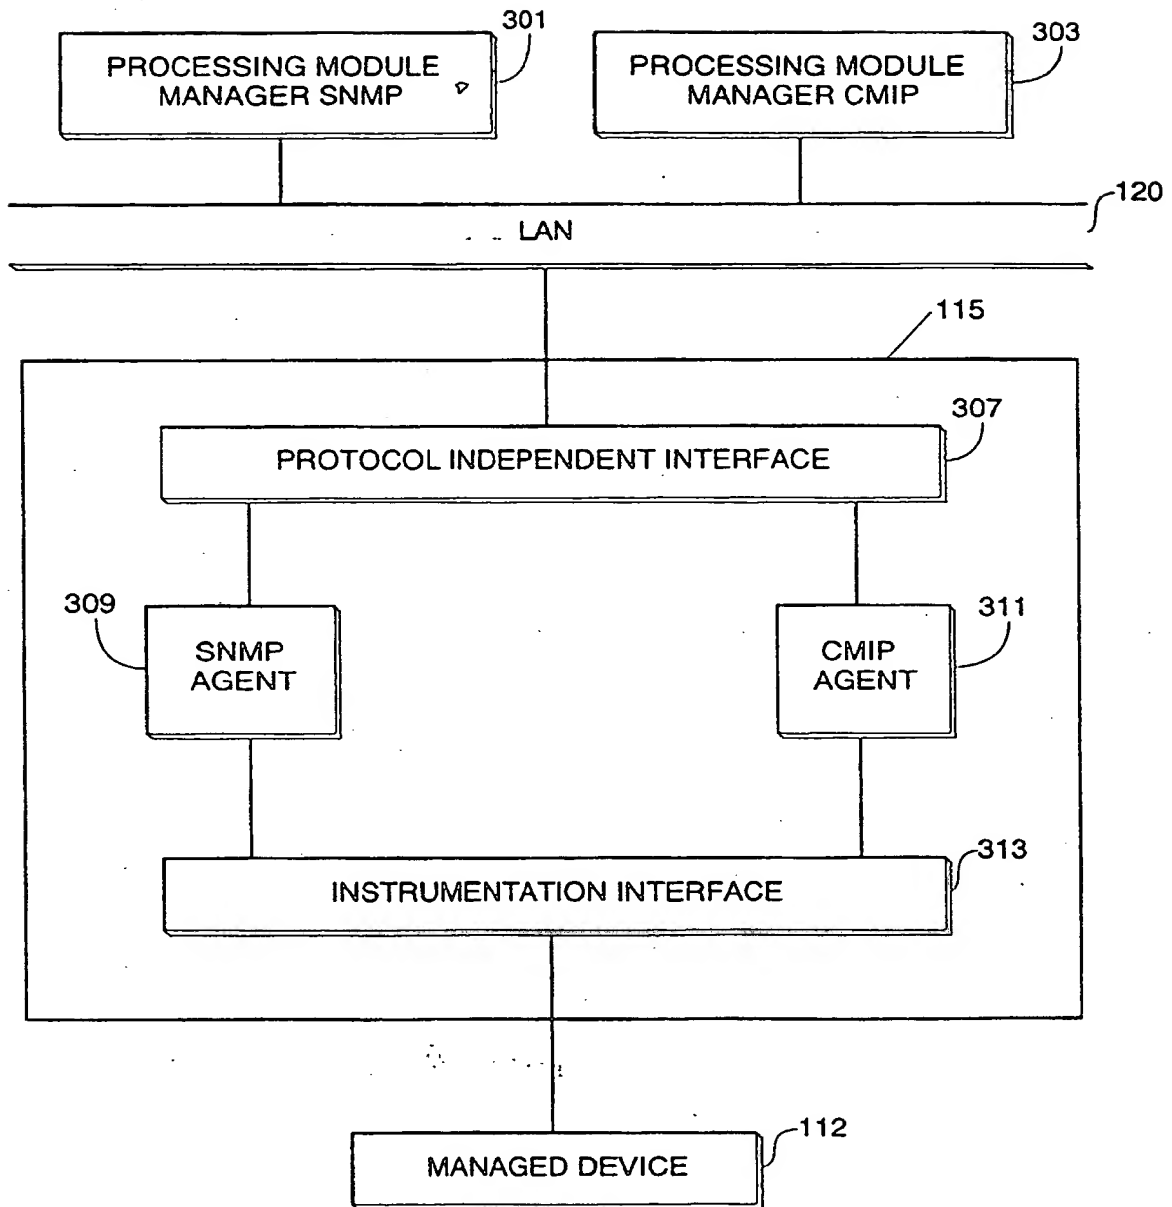 301
PROCESSING MODULE
MANAGER SNMP
303
PROCESSING MODULE
MANAGER CMIP
120
LAN
115
307
PROTOCOL INDEPENDENT INTERFACE
309
SNMP
AGENT
311
CMIP
AGENT
313
INSTRUMENTATION INTERFACE
112
MANAGED DEVICE